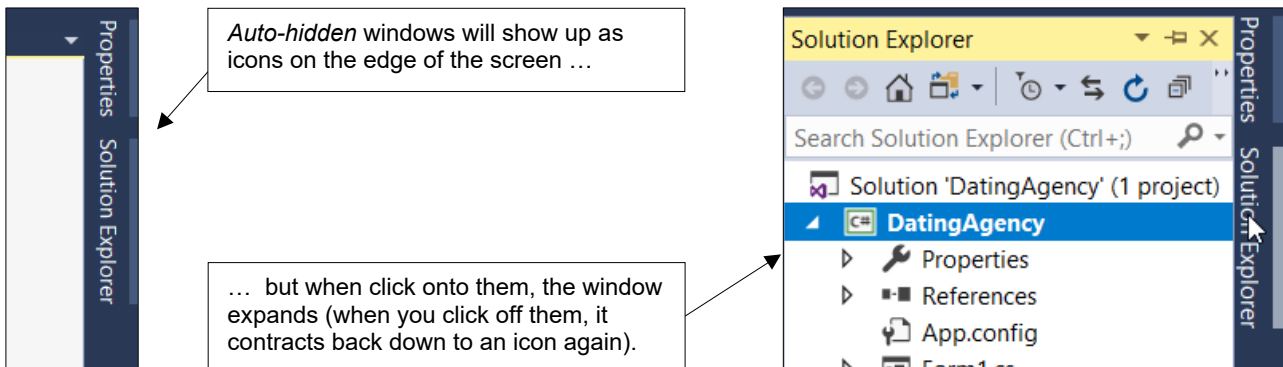 Properties
Solution Explorer
Auto-hidden windows will show up as
icons on the edge of the screen …
… but when click onto them, the window
expands (when you click off them, it
contracts back down to an icon again).
Solution Explorer
Search Solution Explorer (Ctrl+;)
Solution 'DatingAgency' (1 project)
C# DatingAgency
Properties
References
App.config
Form1.cs
Properties
Solution Explorer